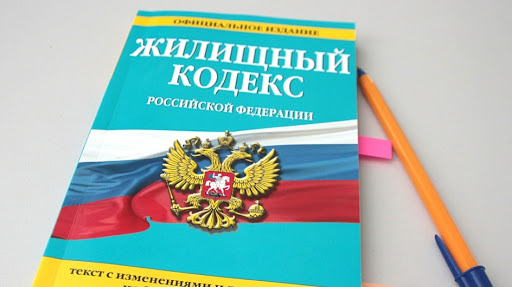 ОФИЦИАЛЬНОЕ ИЗДАНИЕ
ЖИЛИЩНЫЙ
КОДЕКС
РОССИЙСКОЙ ФЕДЕРАЦИИ
текст с изменениями и